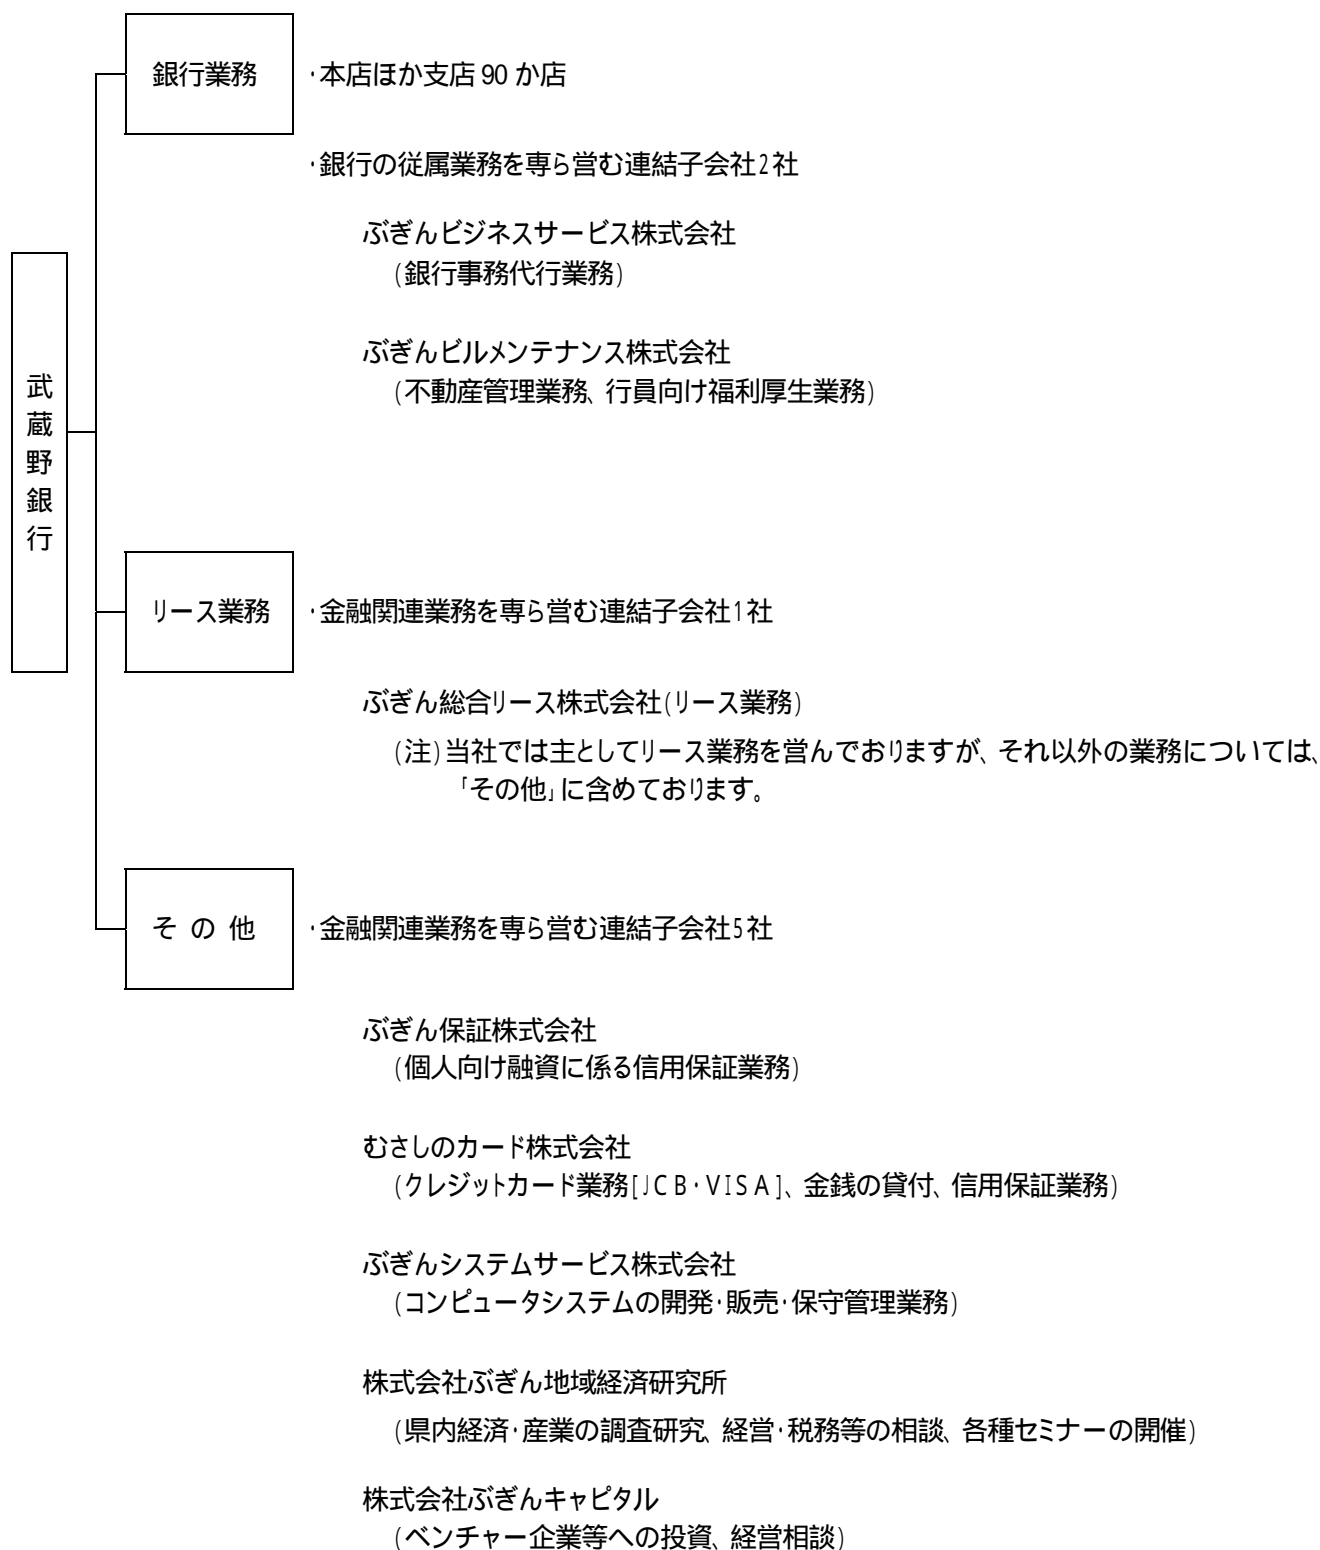 銀行業務
・本店ほか支店90か店
・銀行の従属業務を専ら営む連結子会社2社
ぶぎんビジネスサービス株式会社
(銀行事務代行業務)
ぶぎんビルメンテナンス株式会社
(不動産管理業務、行員向け福利厚生業務)
武蔵野銀行
リース業務
・金融関連業務を専ら営む連結子会社1社
ぶぎん総合リース株式会社(リース業務)
(注)当社では主としてリース業務を営んでおりますが、それ以外の業務については、
「その他」に含めております。
その他
・金融関連業務を専ら営む連結子会社5社
ぶぎん保証株式会社
(個人向け融資に係る信用保証業務)
むさしのカード株式会社
(クレジットカード業務[JCB・VISA]、金銭の貸付、信用保証業務)
ぶぎんシステムサービス株式会社
(コンピュータシステムの開発・販売・保守管理業務)
株式会社ぶぎん地域経済研究所
(県内経済・産業の調査研究、経営・税務等の相談、各種セミナーの開催)
株式会社ぶぎんキャピタル
(ベンチャー企業等への投資、経営相談)